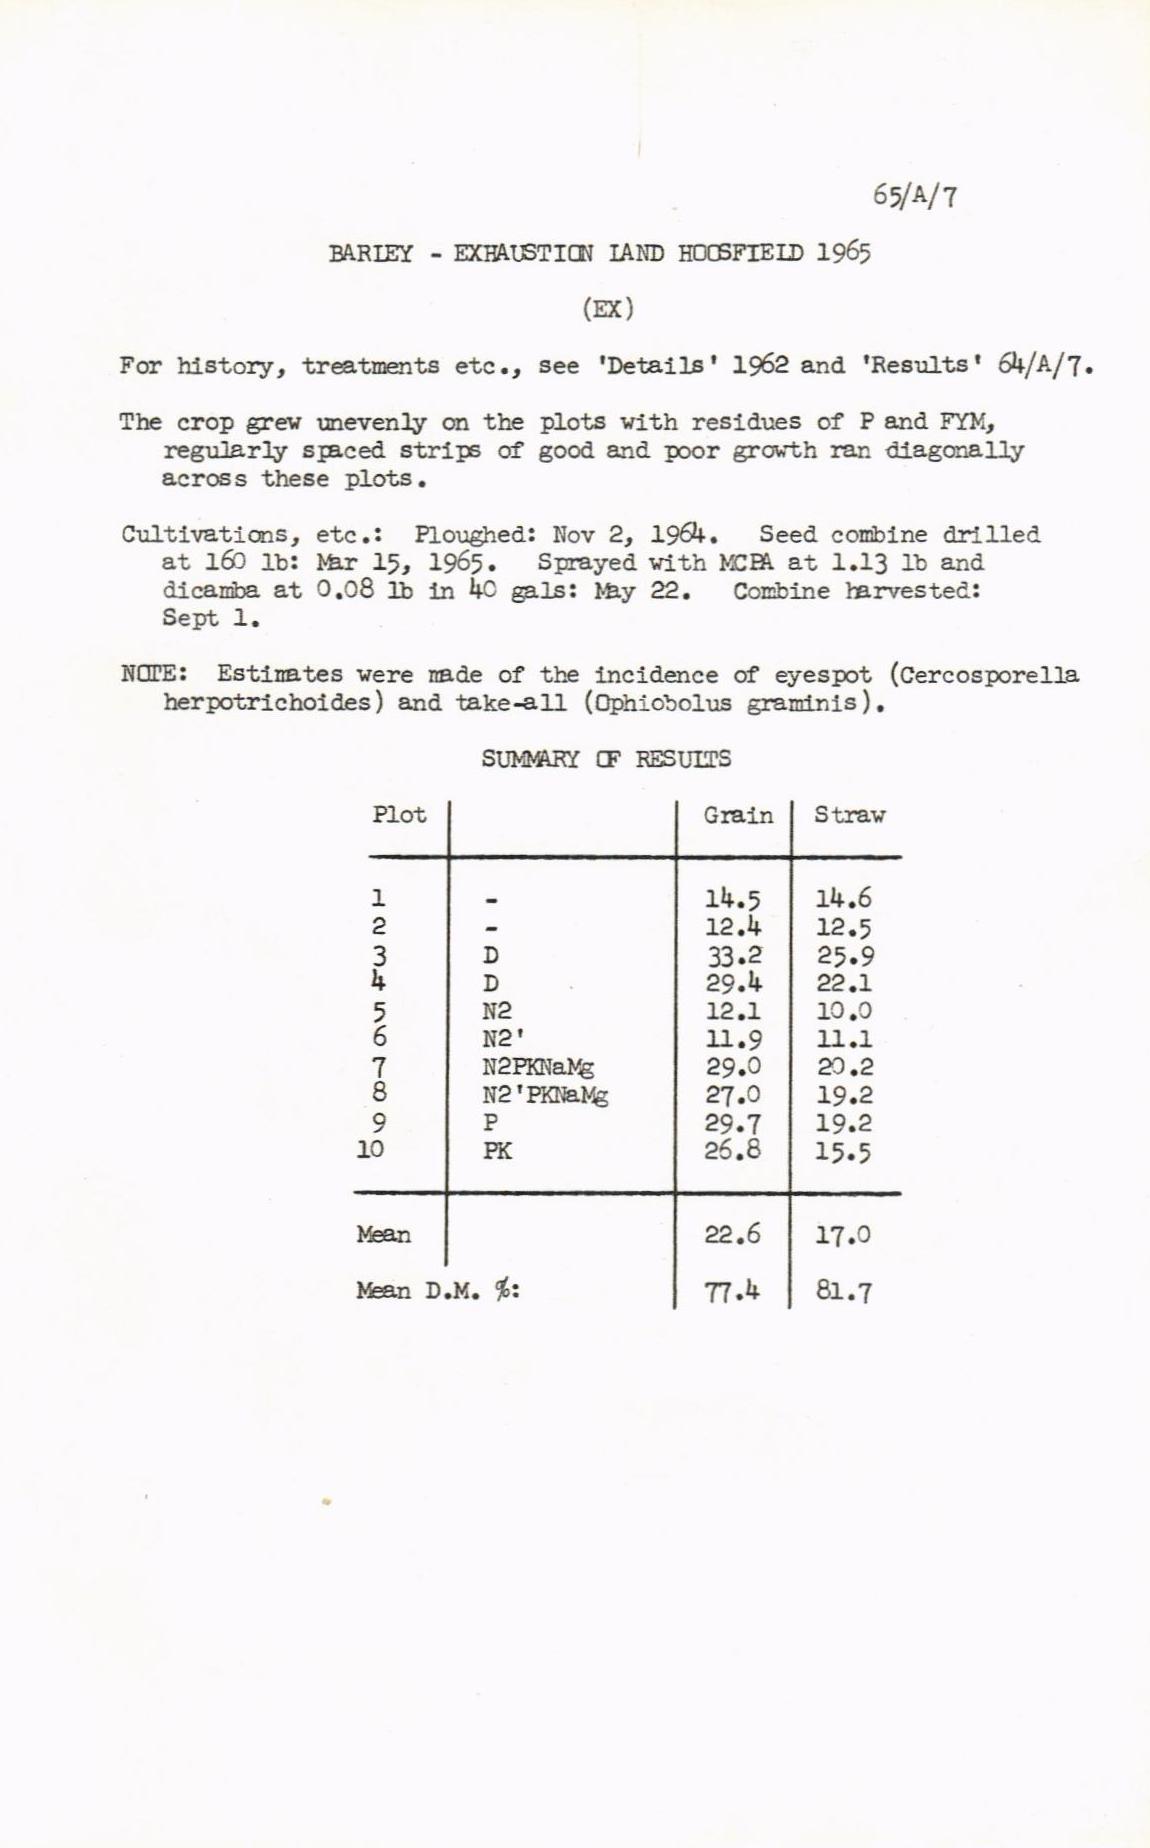 65/A/7
BARLEY - EXHAUSTION LAND HOOSFIELD 1965
(EX)
For history, treatments etc., see 'Details' 1962 and 'Results' 64/A/7.
The crop grew unevenly on the plots with residues of P and FYM,
regularly spaced strips of good and poor growth ran diagonally
across these plots.
Cultivations, etc.: Ploughed: Nov 2, 1964. Seed combine drilled
at 160 lb: Mar 15, 1965. Sprayed with MCPA at 1.13 lb and
dicamba at 0.08 lb in 40 gals: May 22. Combine harvested:
Sept 1.
NOTE: Estimates were made of the incidence of eyespot (Cercosporella
herpotrichoides) and take-all (Ophiobolus graminis).
SUMMARY OF RESULTS
Plot Grain Straw
1 - 14.5 14.6
2 - 12.4 12.5
3 D 33.2 25.9
4 D 29.4 22.1
5 N2 12.1 10.0
6 N2' 11.9 11.1
7 N2PKNaMg 29.0 20.2
8 N2'PKNaMg 27.0 19.2
9 P 29.7 19.2
10 PK 26.8 15.5
Mean 22.6 17.0
Mean D.M. %: 77.4 81.7